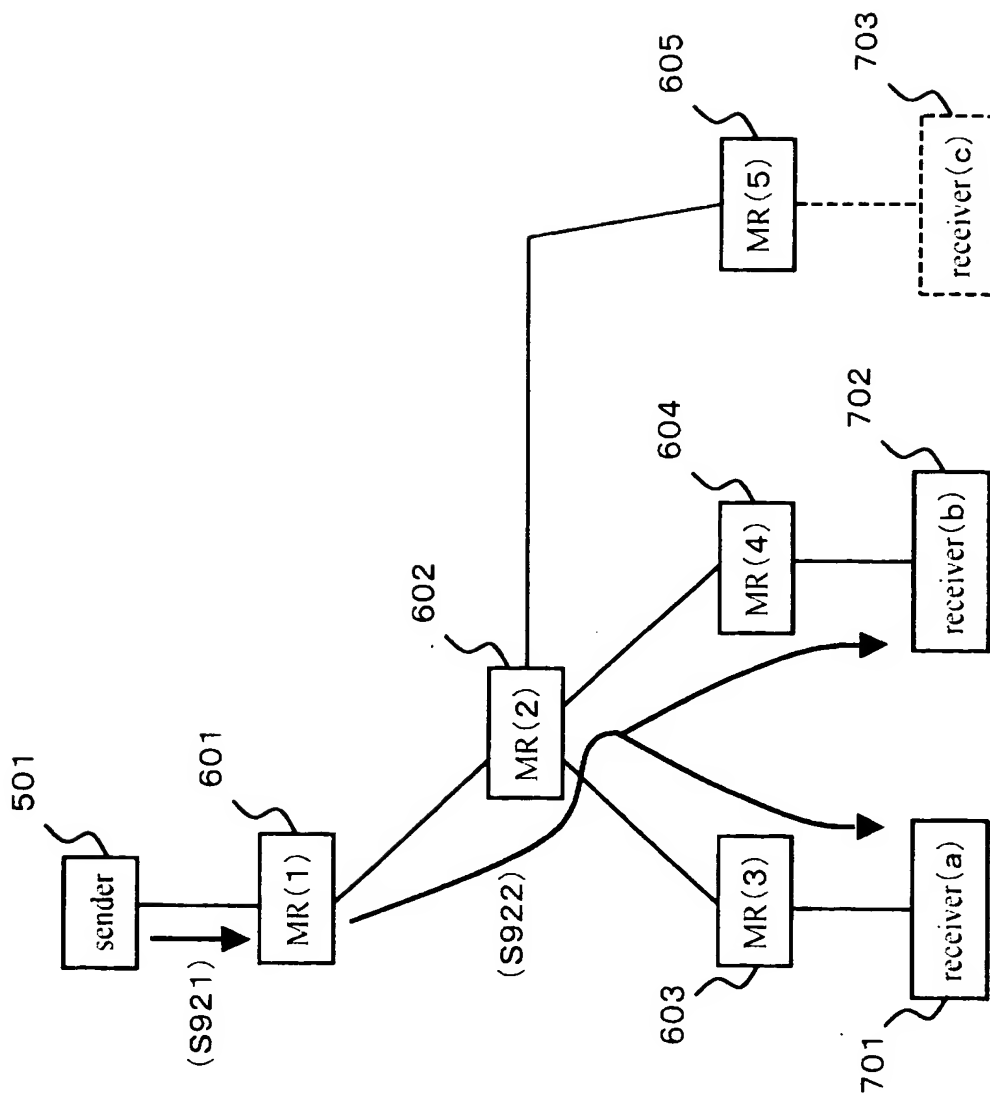 501
sender
(S921)
601
MR(1)
602
MR(2)
(S922)
603
MR(3)
604
MR(4)
605
MR(5)
701
receiver(a)
702
receiver(b)
703
receiver(c)